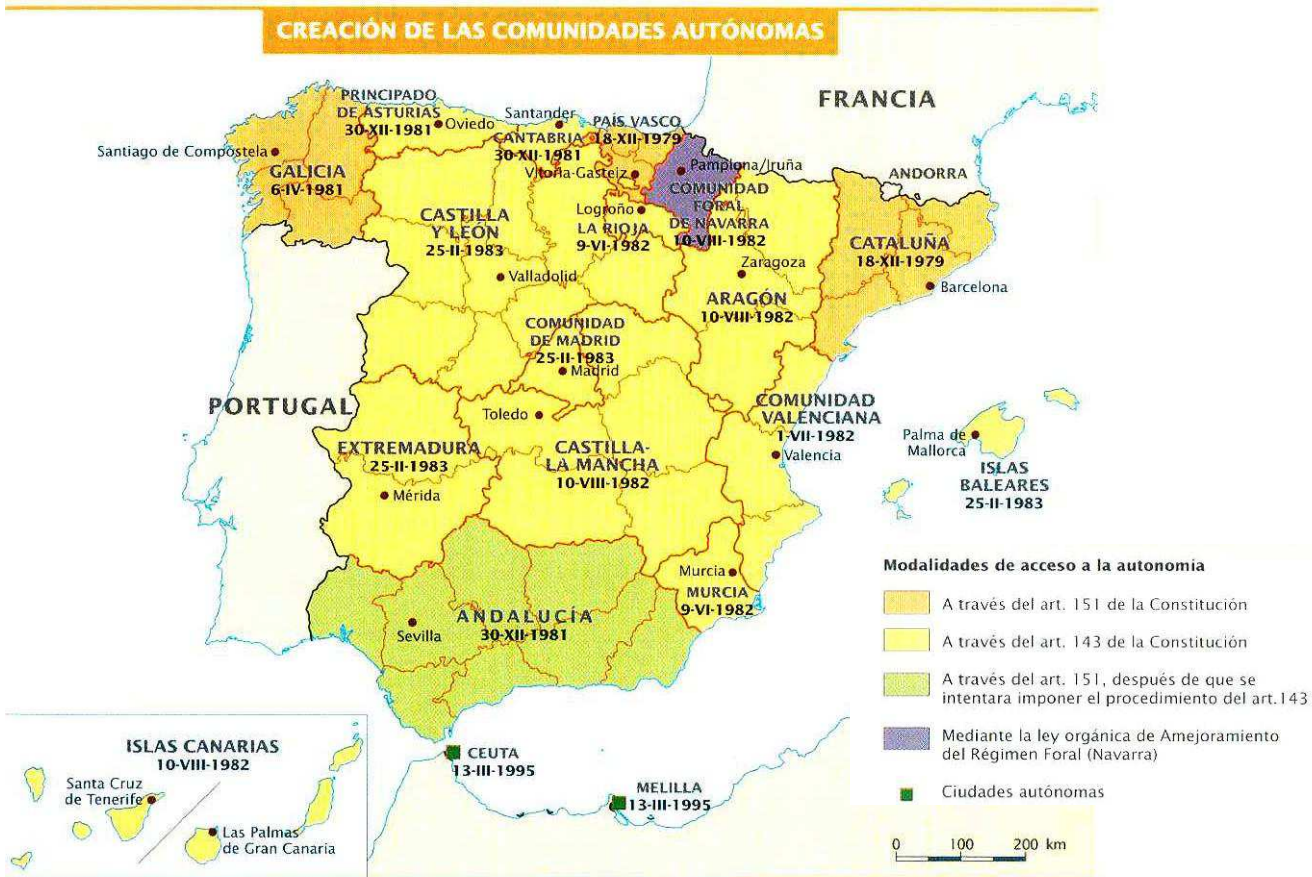 CREACIÓN DE LAS COMUNIDADES AUTÓNOMAS
FRANCIA
PRINCIPADO
DE ASTURIAS
30-XII-1981
Oviedo
Santander
CANTABRIA
30-XII-1981
PAÍS VASCO
18-XII-1979
Vitoria-Gasteiz
Santiago de Compostela
GALICIA
6-IV-1981
Pamplona/Iruña
COMUNIDAD
FORAL
DE NAVARRA
10-VIII-1982
ANDORRA
CASTILLA
Y LEÓN
25-II-1983
Valladolid
Logroño
LA RIOJA
9-VI-1982
CATALUÑA
18-XII-1979
Barcelona
Zaragoza
ARAGÓN
10-VIII-1982
COMUNIDAD
DE MADRID
25-II-1983
Madrid
PORTUGAL
Toledo
CASTILLA-
LA MANCHA
10-VIII-1982
COMUNIDAD
VALENCIANA
1-VII-1982
Valencia
EXTREMADURA
25-II-1983
Mérida
Palma de
Mallorca
ISLAS
BALEARES
25-II-1983
Murcia
MURCIA
9-VI-1982
ANDALUCÍA
30-XII-1981
Sevilla
CEUTA
13-III-1995
MELILLA
13-III-1995
ISLAS CANARIAS
10-VIII-1982
Santa Cruz
de Tenerife
Las Palmas
de Gran Canaria
Modalidades de acceso a la autonomía
A través del art. 151 de la Constitución
A través del art. 143 de la Constitución
A través del art. 151, después de que se
intentara imponer el procedimiento del art.143
Mediante la ley orgánica de Amejoramiento
del Régimen Foral (Navarra)
Ciudades autónomas
0 100 200 km